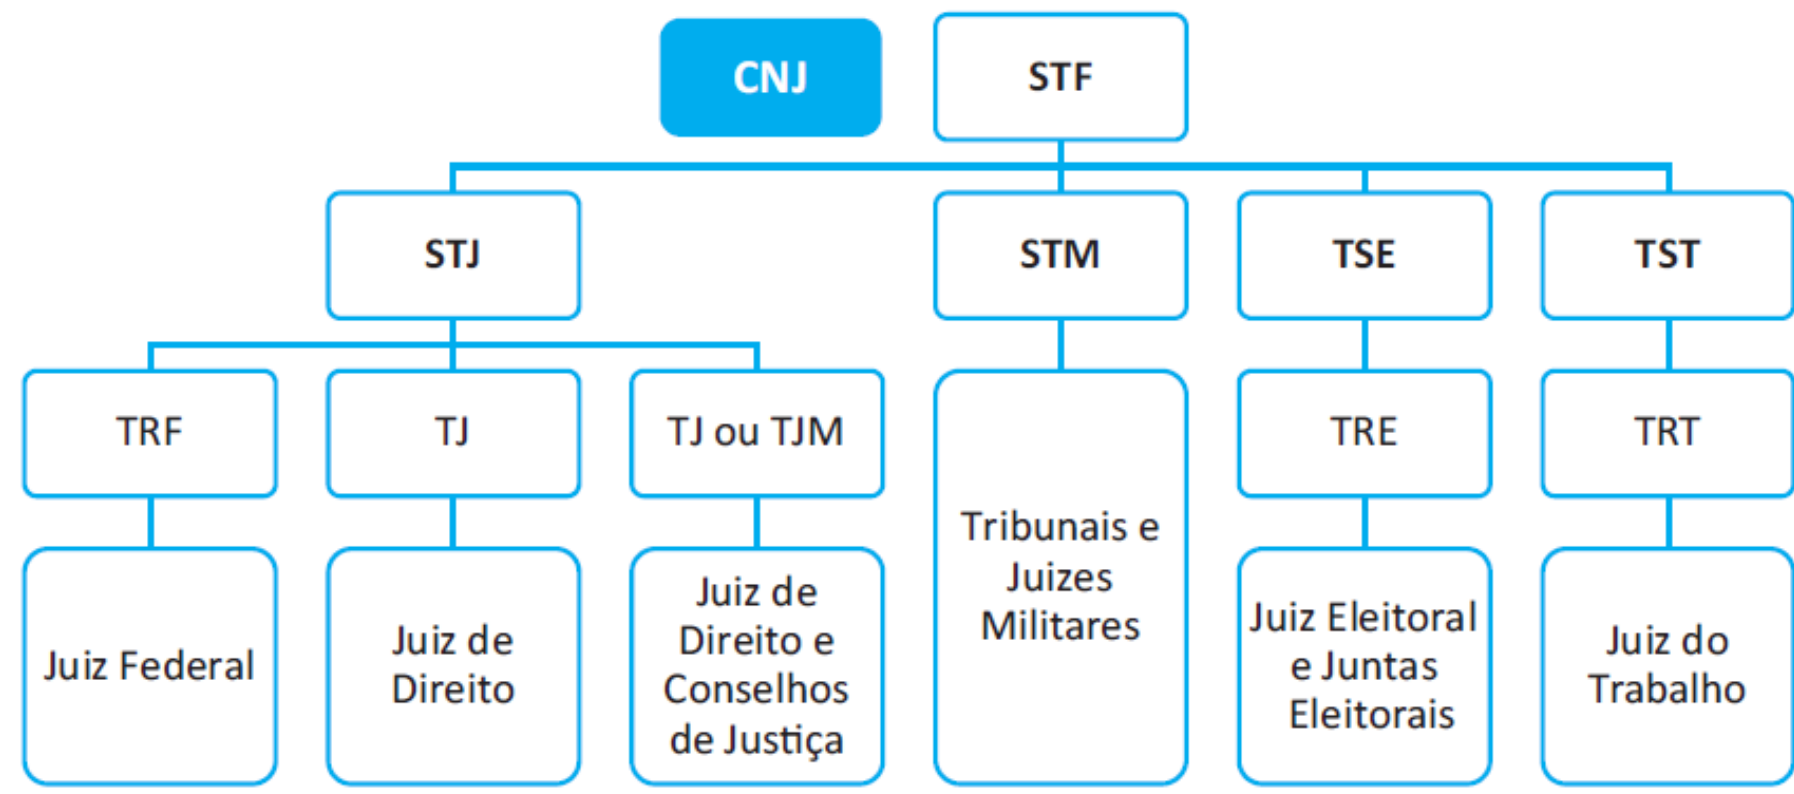 CNJ
STF
STJ
STM
TSE
TST
TRF
TJ
TJ ou TJM
TRE
TRT
Tribunais e
Juizes
Militares
Juiz Federal
Juiz de
Direito
Juiz de
Direito e
Conselhos
de Justiça
Juiz Eleitoral
e Juntas
Eleitorais
Juiz do
Trabalho